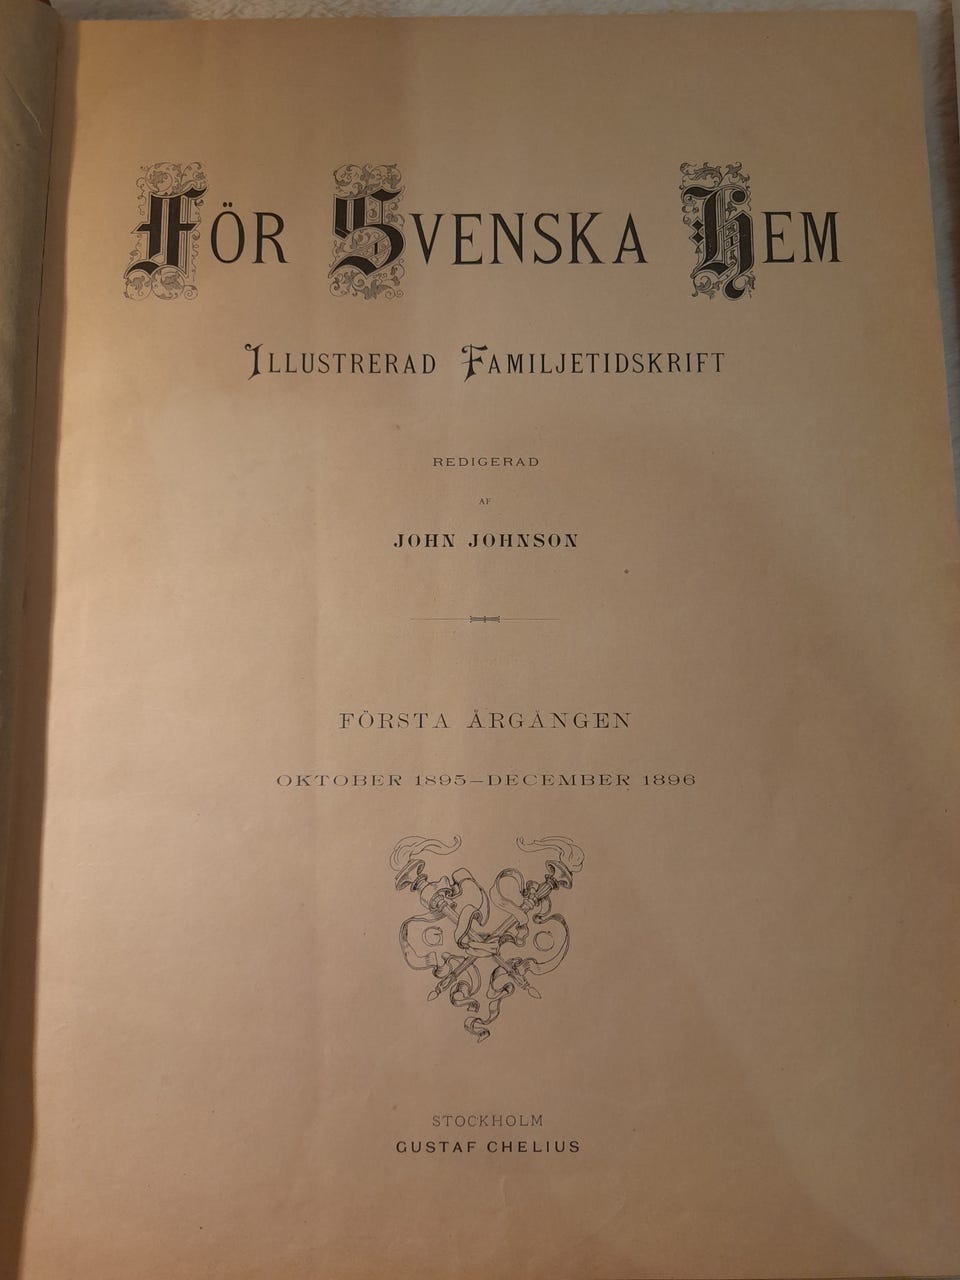 FÖR SVENSKA HEM
ILLUSTRERAD FAMILJETIDSKRIFT
REDIGERAD
AF
JOHN JOHNSON
FÖRSTA ÅRGÅNGEN
OKTOBER 1895–DECEMBER 1896
G C
STOCKHOLM
GUSTAF CHELIUS